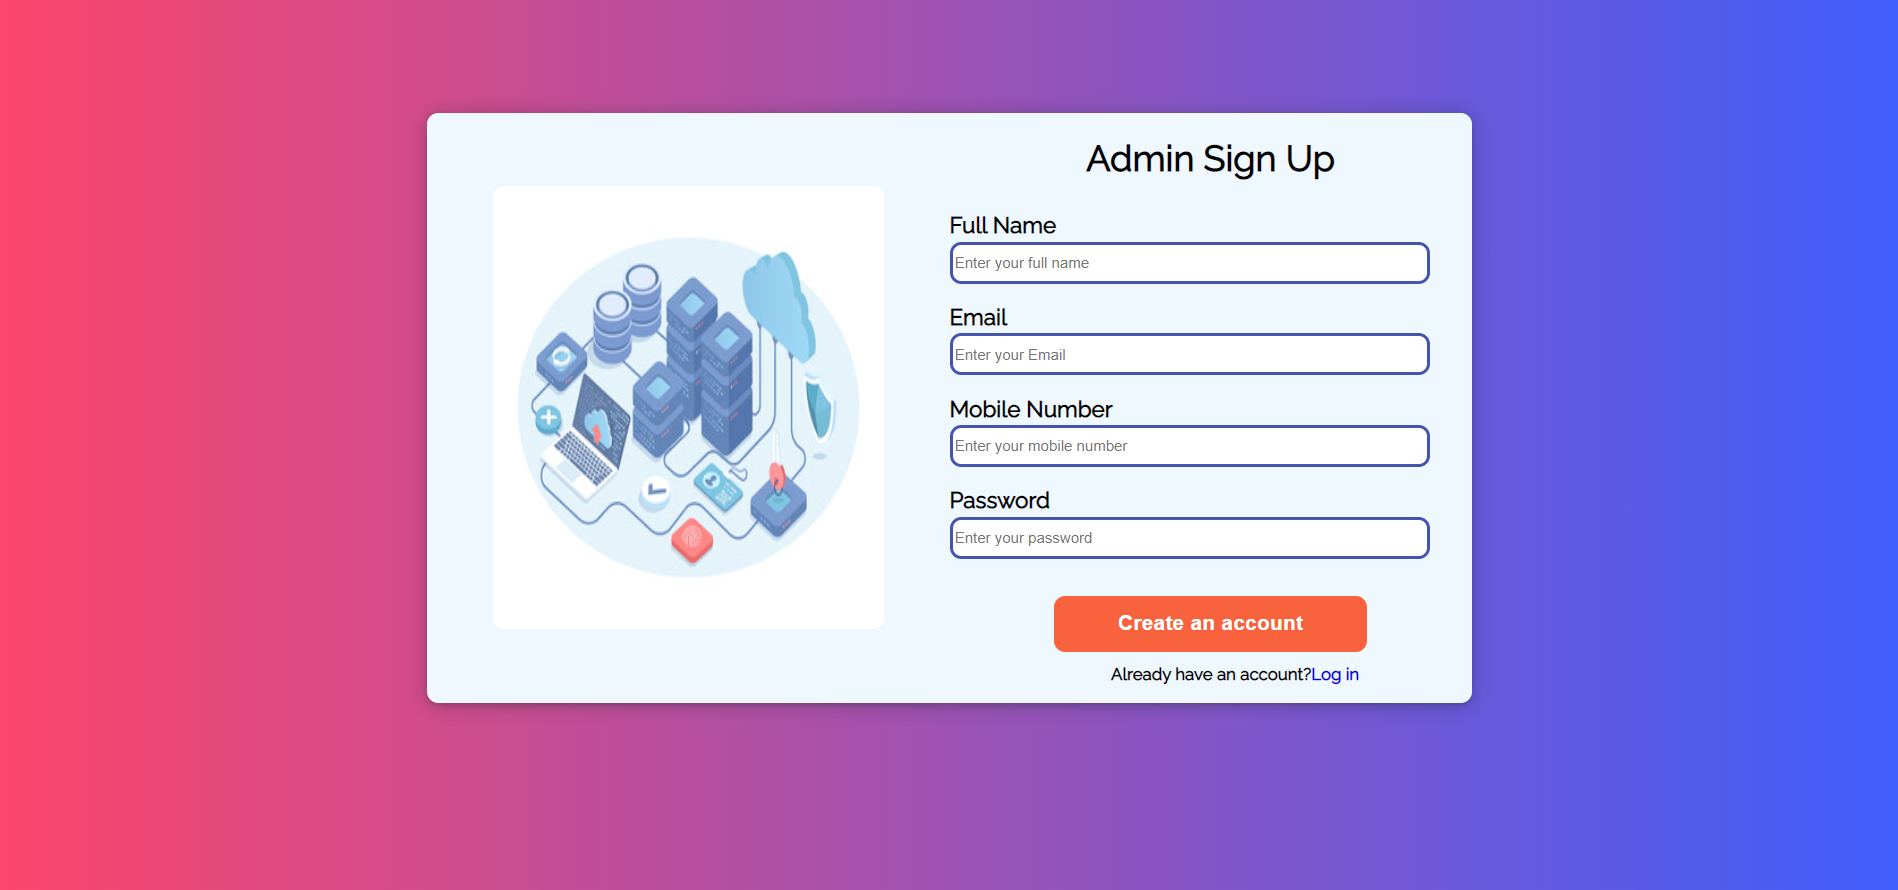 Admin Sign Up
Full Name
Enter your full name
Email
Enter your Email
Mobile Number
Enter your mobile number
Password
Enter your password
Create an account
Already have an account?Log in